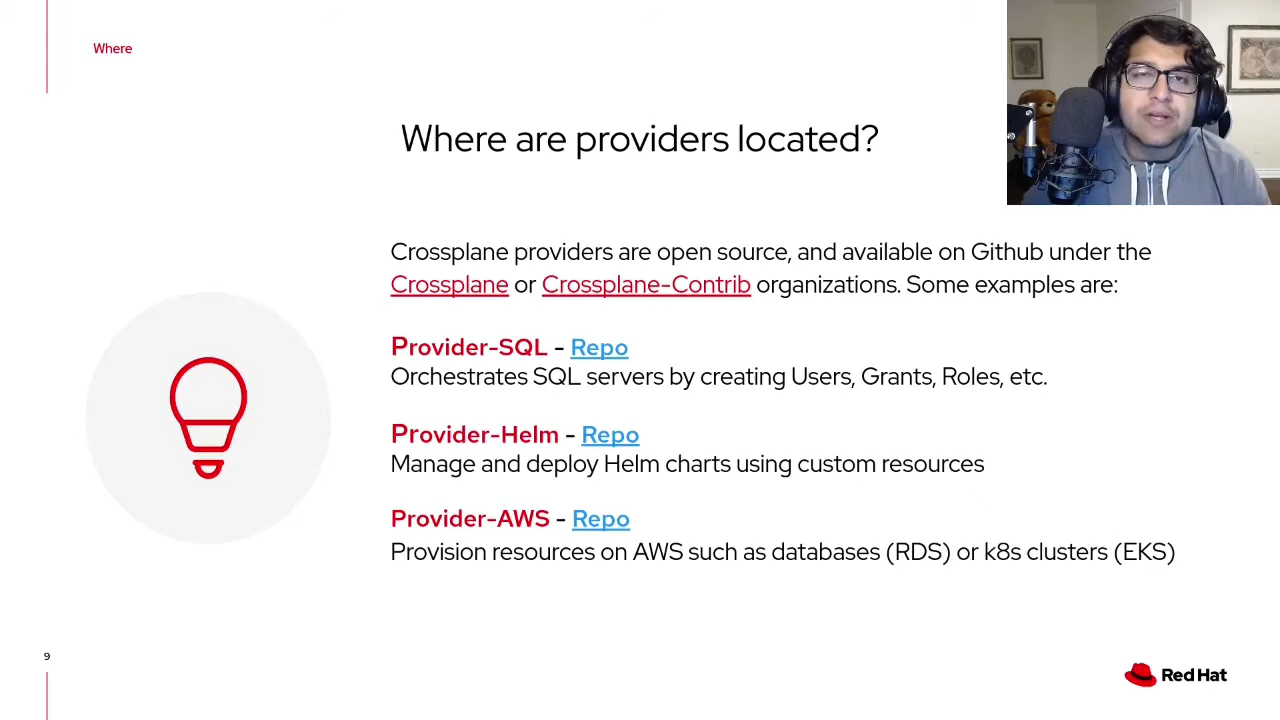 Where
Where are providers located?
Crossplane providers are open source, and available on Github under the
Crossplane or Crossplane-Contrib organizations. Some examples are:
Provider-SQL - Repo
Orchestrates SQL servers by creating Users, Grants, Roles, etc.
Provider-Helm - Repo
Manage and deploy Helm charts using custom resources
Provider-AWS - Repo
Provision resources on AWS such as databases (RDS) or k8s clusters (EKS)
9
Red Hat